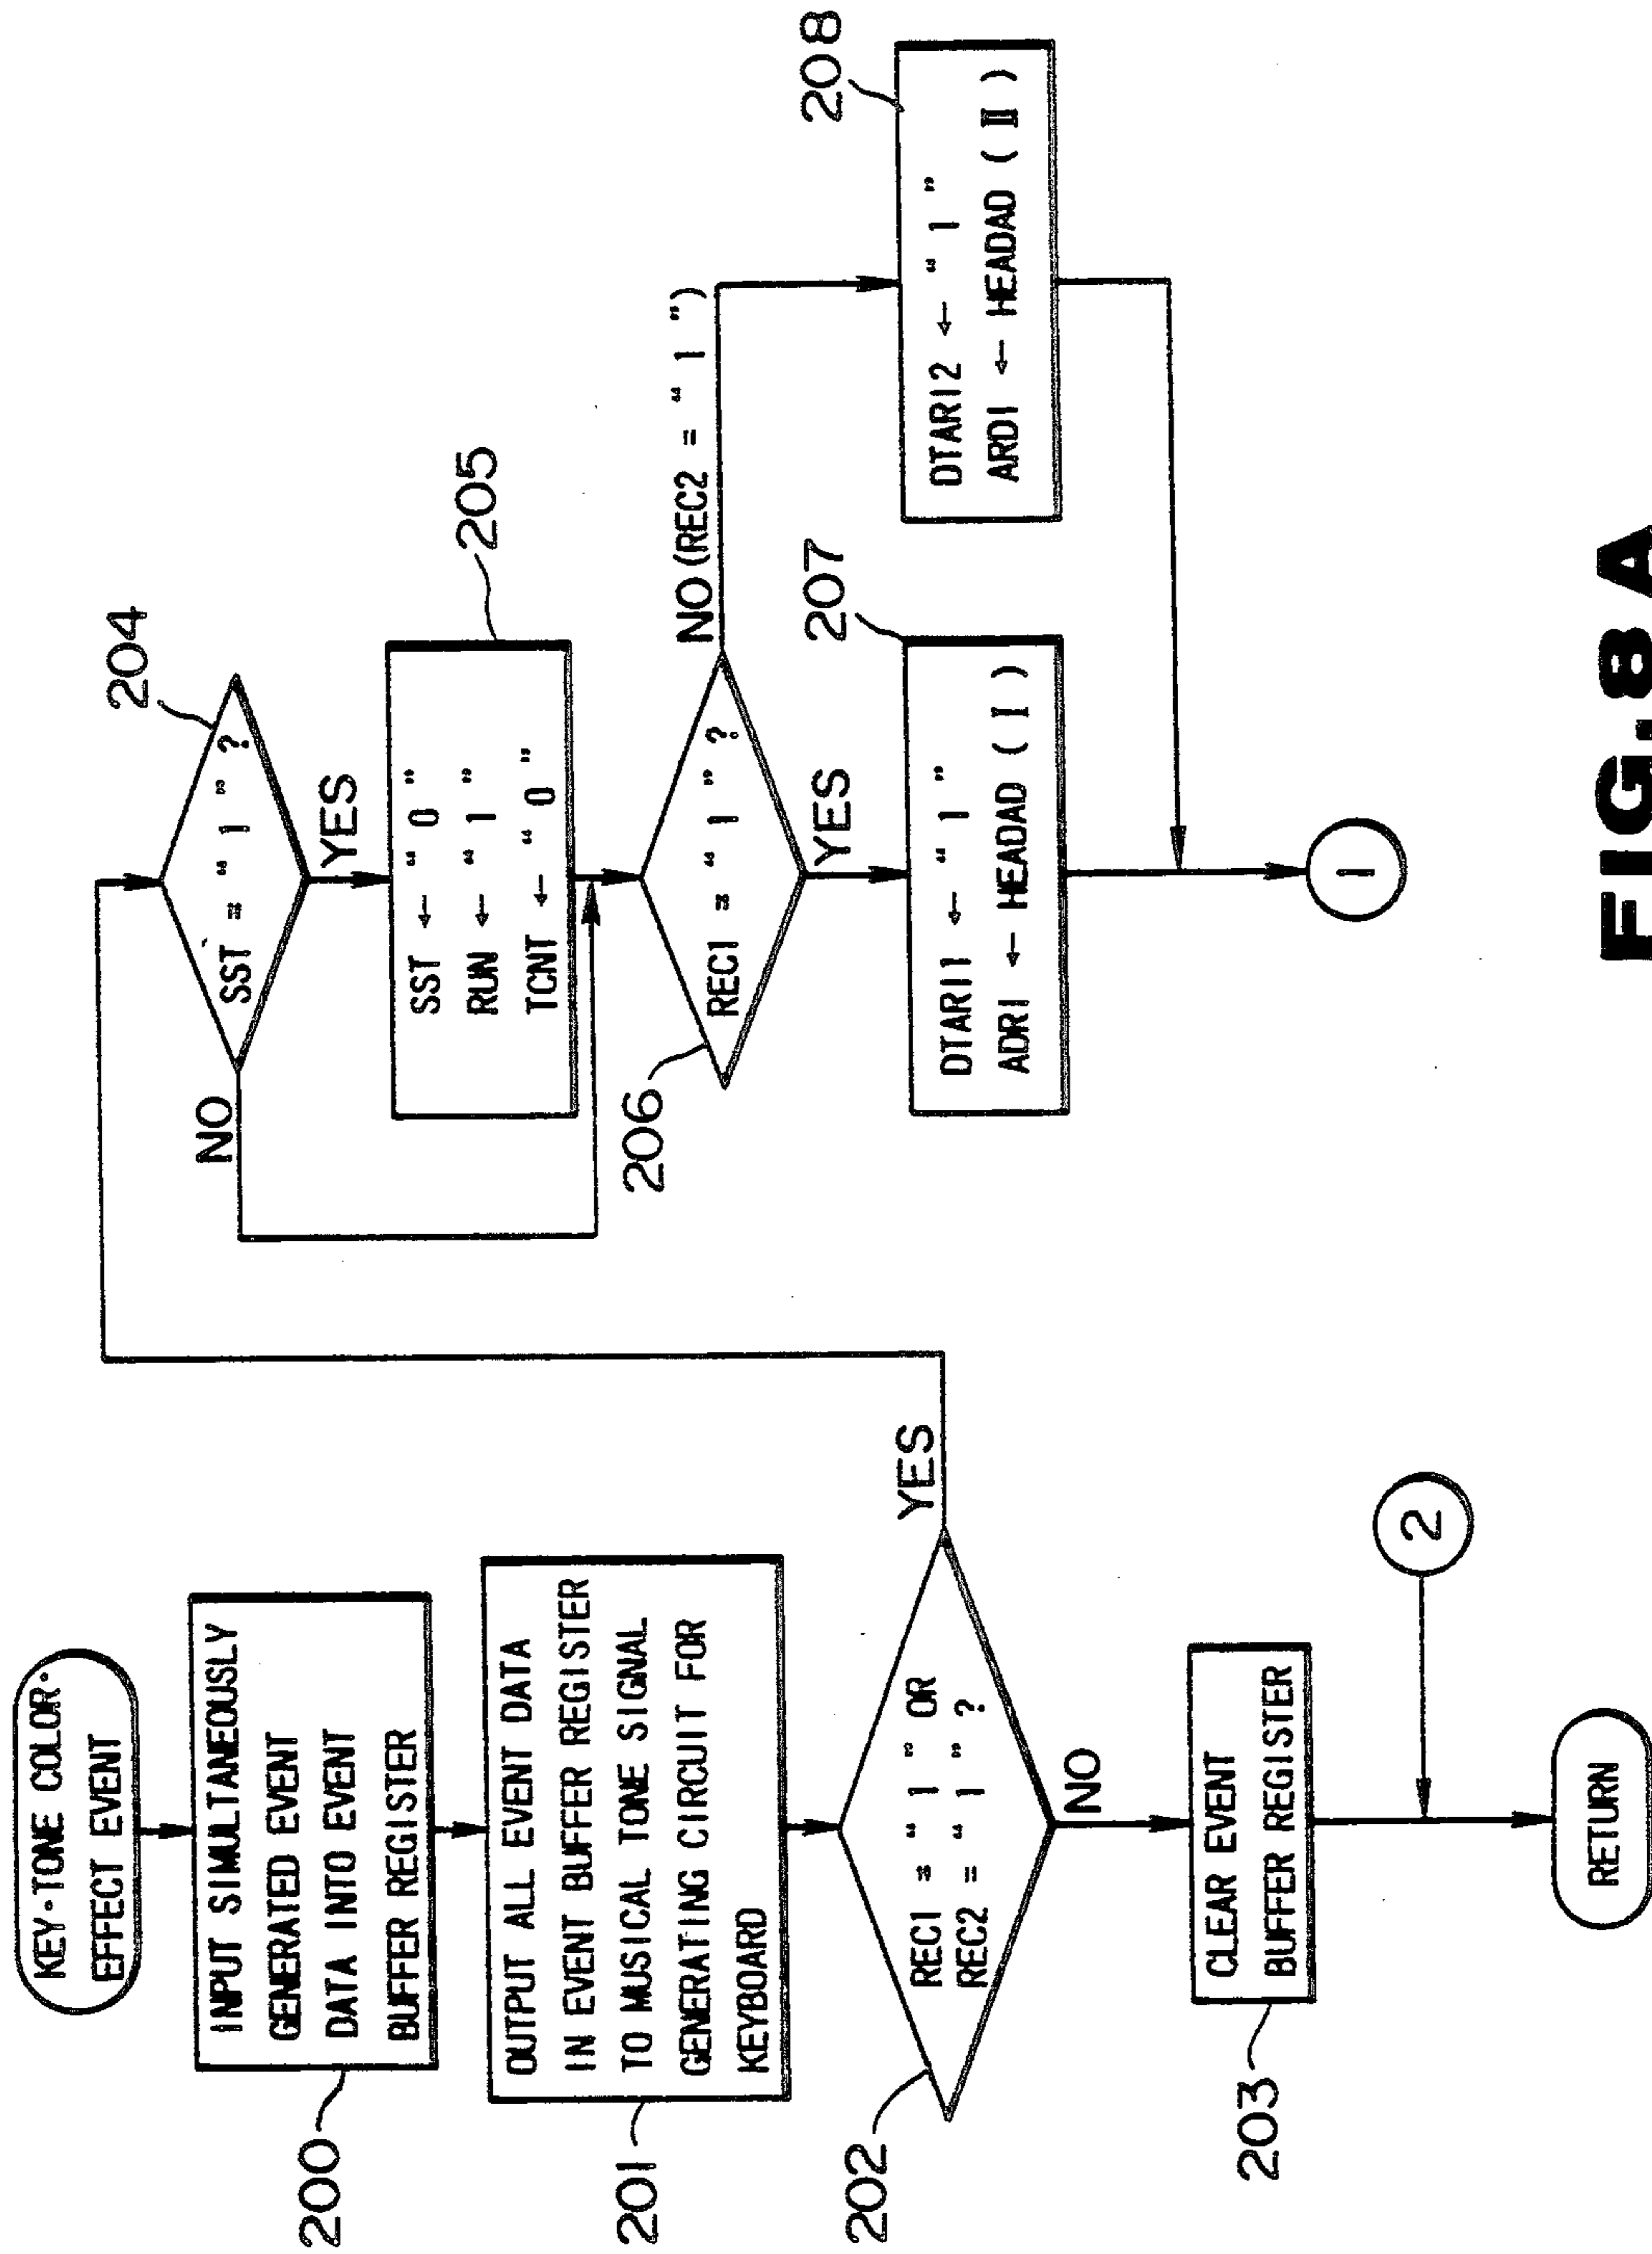 KEY·TONE COLOR·
EFFECT EVENT
200
INPUT SIMULTANEOUSLY
GENERATED EVENT
DATA INTO EVENT
BUFFER REGISTER
201
OUTPUT ALL EVENT DATA
IN EVENT BUFFER REGISTER
TO MUSICAL TONE SIGNAL
GENERATING CIRCUIT FOR
KEYBOARD
202
REC1 = “ 1 ” OR
REC2 = “ 1 ” ?
YES
NO
203
CLEAR EVENT
BUFFER REGISTER
2
RETURN
204
SST = “ 1 ” ?
NO
YES
205
SST ← “ 0 ”
RUN ← “ 1 ”
TCNT ← “ 0 ”
206
REC1 = “ 1 ” ?
NO (REC2 = “ 1 ”)
YES
207
DTARI1 ← “ 1 ”
ADRI ← HEADAD ( I )
208
DTARI2 ← “ 1 ”
ARDI ← HEADAD ( II )
1
FIG.8A